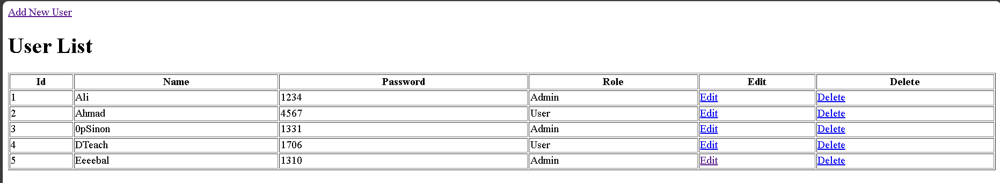 Add New User
User List
Id Name Password Role Edit Delete
1 Ali 1234 Admin Edit Delete
2 Ahmad 4567 User Edit Delete
3 0pSinon 1331 Admin Edit Delete
4 DTeach 1706 User Edit Delete
5 Eeeebal 1310 Admin Edit Delete